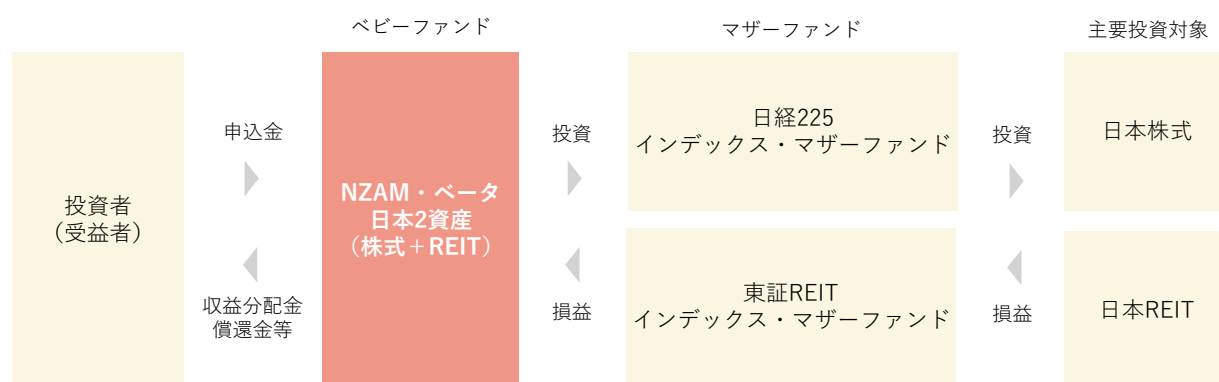 ベビーファンド
マザーファンド
主要投資対象
投資者
（受益者）
申込金
収益分配金
償還金等
NZAM・ベータ
日本2資産
（株式＋REIT）
投資
損益
日経225
インデックス・マザーファンド
東証REIT
インデックス・マザーファンド
投資
損益
日本株式
日本REIT